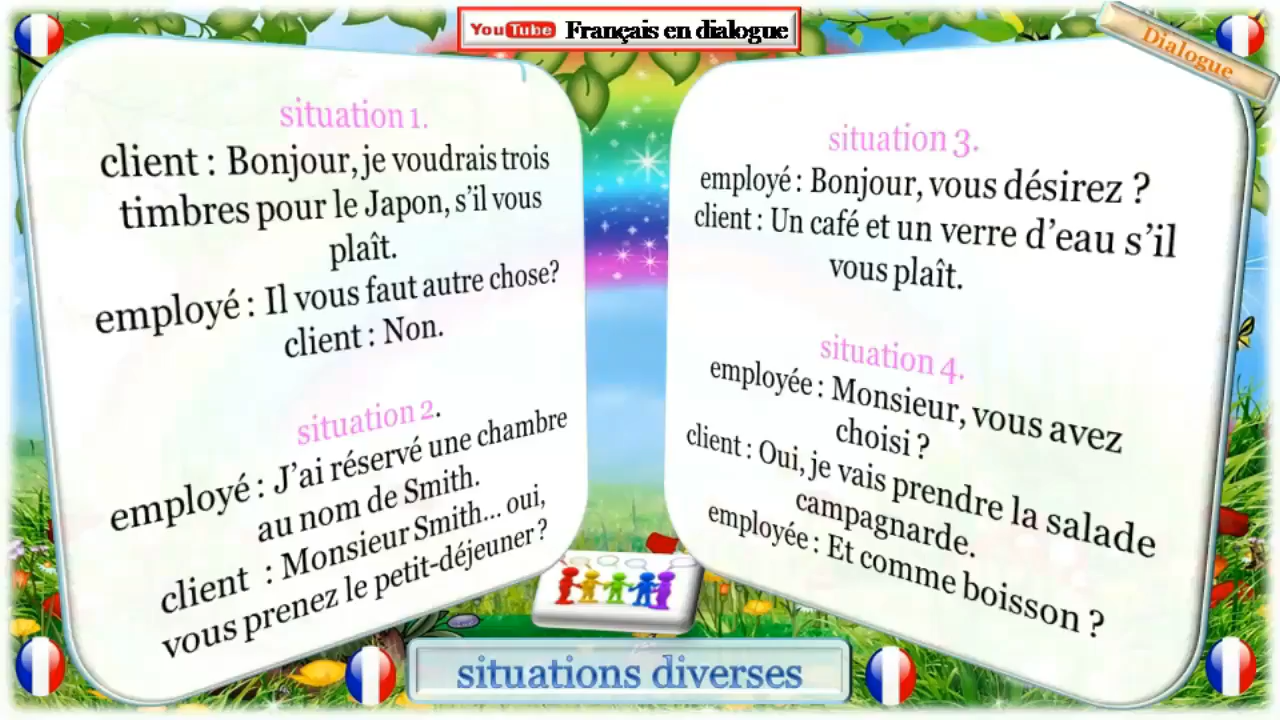 YouTube Français en dialogue
Dialogue
situation 1.
client : Bonjour, je voudrais trois
timbres pour le Japon, s'il vous
plaît.
employé : Il vous faut autre chose?
client : Non.
situation 2.
employé : J'ai réservé une chambre
au nom de Smith.
client : Monsieur Smith... oui,
vous prenez le petit-déjeuner ?
situation 3.
employé : Bonjour, vous désirez ?
client : Un café et un verre d'eau s'il
vous plaît.
situation 4.
employée : Monsieur, vous avez
choisi ?
client : Oui, je vais prendre la salade
campagnarde.
employée : Et comme boisson ?
situations diverses